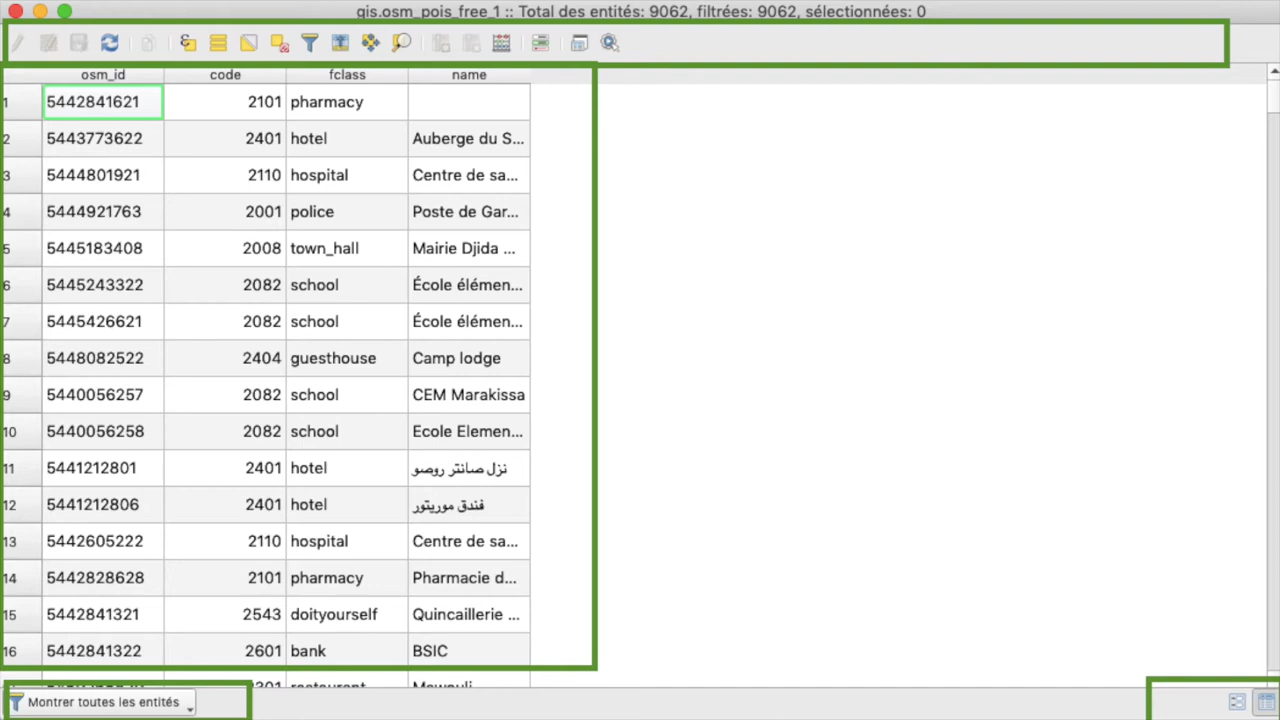 gis.osm_pois_free_1 :: Total des entités: 9062, filtrées: 9062, sélectionnées: 0
osm_id code fclass name
1 5442841621 2101 pharmacy
2 5443773622 2401 hotel Auberge du S...
3 5444801921 2110 hospital Centre de sa...
4 5444921763 2001 police Poste de Gar...
5 5445183408 2008 town_hall Mairie Djida ...
6 5445243322 2082 school École élémen...
7 5445426621 2082 school École élémen...
8 5448082522 2404 guesthouse Camp lodge
9 5440056257 2082 school CEM Marakissa
10 5440056258 2082 school Ecole Elemen...
11 5441212801 2401 hotel نزل صانتر روصو
12 5441212806 2401 hotel فندق موريتور
13 5442605222 2110 hospital Centre de sa...
14 5442828628 2101 pharmacy Pharmacie d...
15 5442841321 2543 doityourself Quincaillerie ...
16 5442841322 2601 bank BSIC
Montrer toutes les entités